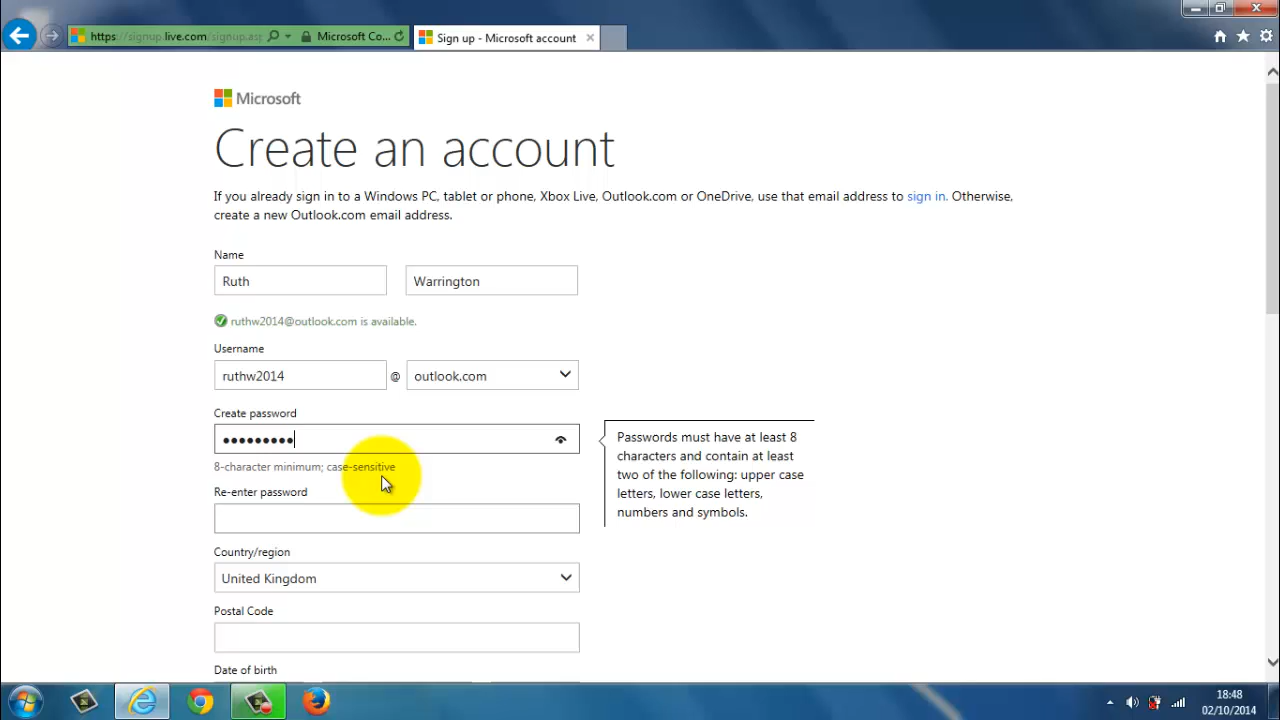 https://signup.live.com/signup.asp Microsoft Co... Sign up - Microsoft account
Microsoft
Create an account
If you already sign in to a Windows PC, tablet or phone, Xbox Live, Outlook.com or OneDrive, use that email address to sign in. Otherwise,
create a new Outlook.com email address.
Name
Ruth Warrington
ruthw2014@outlook.com is available.
Username
ruthw2014 @ outlook.com
Create password
8-character minimum; case-sensitive
Passwords must have at least 8
characters and contain at least
two of the following: upper case
letters, lower case letters,
numbers and symbols.
Re-enter password
Country/region
United Kingdom
Postal Code
Date of birth
18:48
02/10/2014